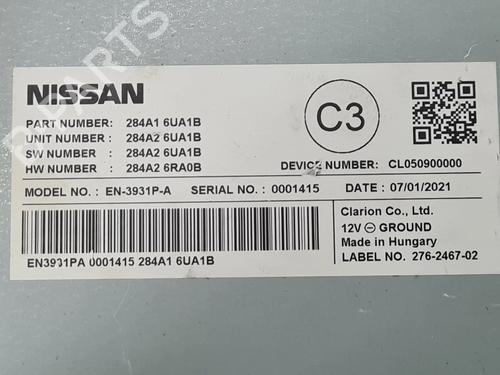 NISSAN
C3
PART NUMBER: 284A1 6UA1B
UNIT NUMBER : 284A2 6UA1B
SW NUMBER : 284A2 6UA1B
HW NUMBER : 284A2 6RA0B
DEVICE NUMBER: CL050900000
MODEL NO. : EN-3931P-A SERIAL NO. : 0001415 DATE : 07/01/2021
Clarion Co., Ltd.
12V ⊖ GROUND
Made in Hungary
LABEL NO. 276-2467-02
EN3931PA 0001415 284A1 6UA1B